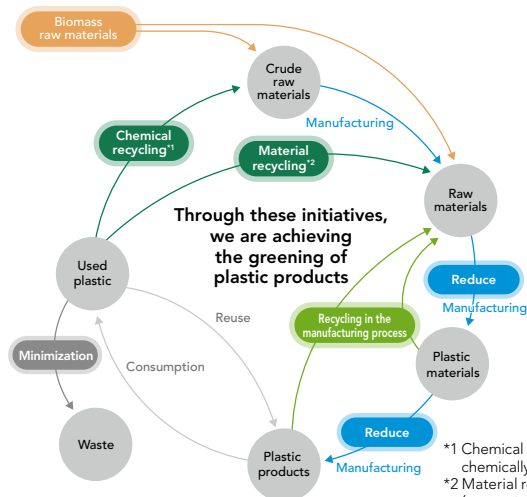 Biomass
raw materials
Crude
raw
materials
Chemical
recycling*1
Manufacturing
Material
recycling*2
Raw
materials
Through these initiatives,
we are achieving
the greening of
plastic products
Used
plastic
Reduce
Manufacturing
Reuse
Recycling in the
manufacturing process
Minimization
Consumption
Plastic
materials
Waste
Reduce
Plastic
products
Manufacturing
*1 Chemical
chemically
*2 Material r